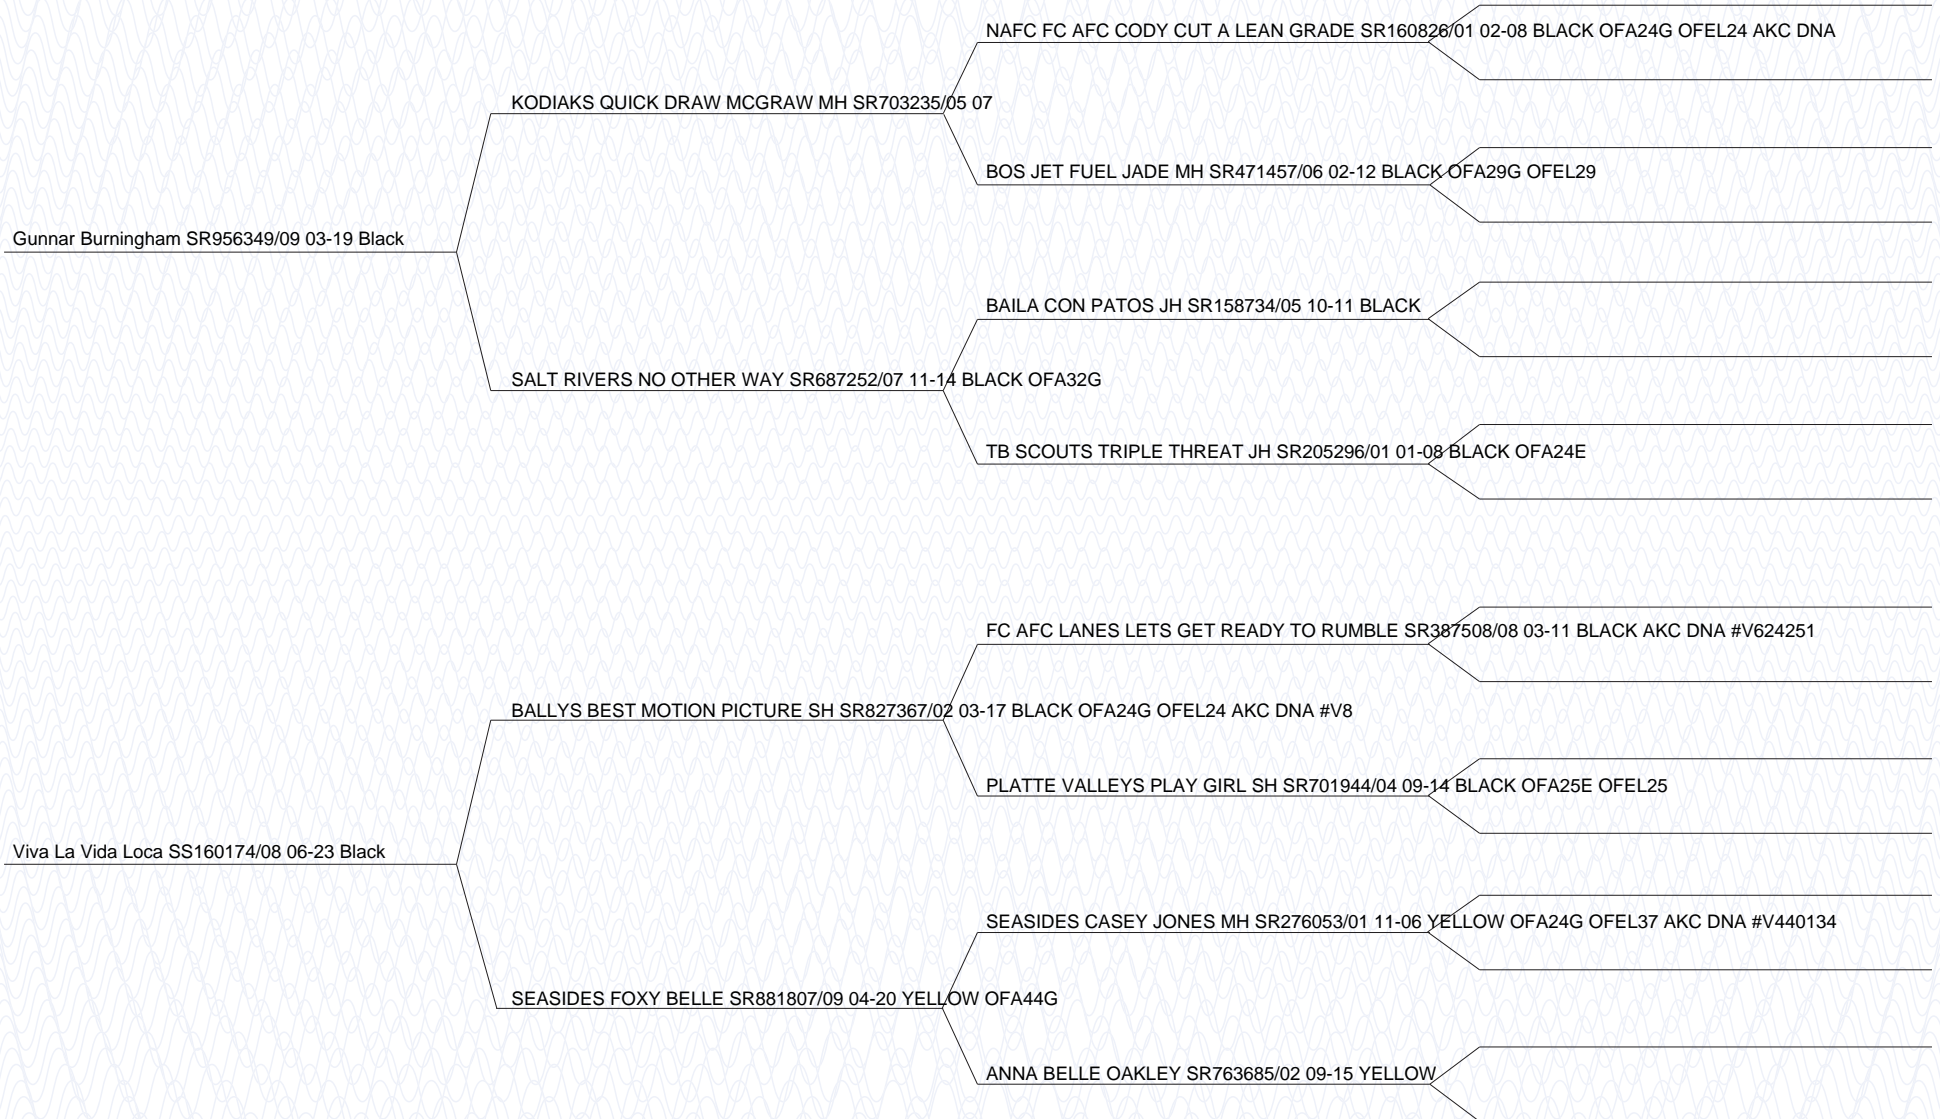 NAFC FC AFC CODY CUT A LEAN GRADE SR160826/01 02-08 BLACK OFA24G OFEL24 AKC DNA
KODIAKS QUICK DRAW MCGRAW MH SR703235/05 07
BOS JET FUEL JADE MH SR471457/06 02-12 BLACK OFA29G OFEL29
Gunnar Burningham SR956349/09 03-19 Black
BAILA CON PATOS JH SR158734/05 10-11 BLACK
SALT RIVERS NO OTHER WAY SR687252/07 11-14 BLACK OFA32G
TB SCOUTS TRIPLE THREAT JH SR205296/01 01-08 BLACK OFA24E
FC AFC LANES LETS GET READY TO RUMBLE SR387508/08 03-11 BLACK AKC DNA #V624251
BALLYS BEST MOTION PICTURE SH SR827367/02 03-17 BLACK OFA24G OFEL24 AKC DNA #V8
PLATTE VALLEYS PLAY GIRL SH SR701944/04 09-14 BLACK OFA25E OFEL25
Viva La Vida Loca SS160174/08 06-23 Black
SEASIDES CASEY JONES MH SR276053/01 11-06 YELLOW OFA24G OFEL37 AKC DNA #V440134
SEASIDES FOXY BELLE SR881807/09 04-20 YELLOW OFA44G
ANNA BELLE OAKLEY SR763685/02 09-15 YELLOW